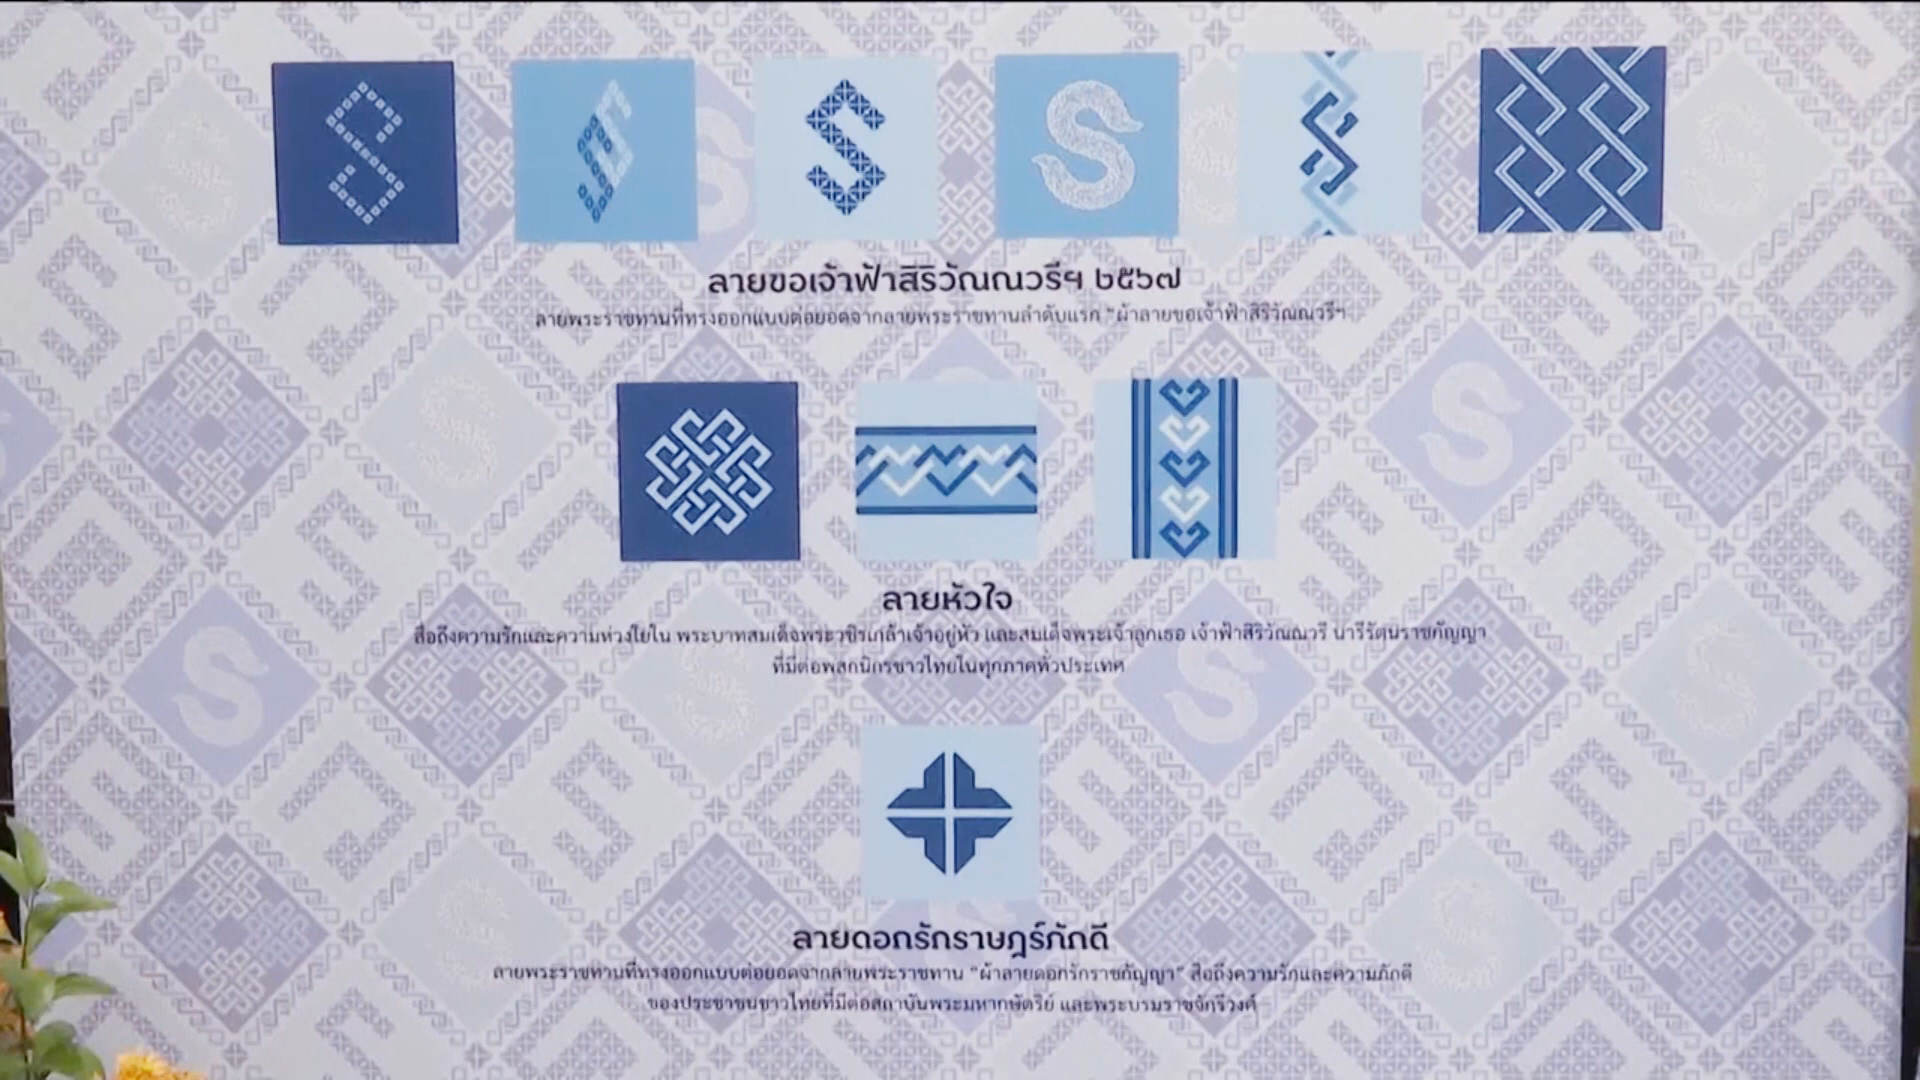 ลายขอเจ้าฟ้าสิริวัณณวรีฯ ๒๕๖๗
ลายพระราชทานที่ทรงออกแบบต่อยอดจากลายพระราชทานลำดับแรก "ผ้าลายขอเจ้าฟ้าสิริวัณณวรีฯ
ลายหัวใจ
สื่อถึงความรักและความห่วงใยใน พระบาทสมเด็จพระวชิรเกล้าเจ้าอยู่หัว และสมเด็จพระเจ้าลูกเธอ เจ้าฟ้าสิริวัณณวรี นารีรัตนราชกัญญา
ที่มีต่อพสกนิกรชาวไทยในทุกภาคทั่วประเทศ
ลายดอกรักราษฎร์ภักดี
ลายพระราชทานที่ทรงออกแบบต่อยอดจากลายพระราชทาน "ผ้าลายดอกรักราชกัญญา" สื่อถึงความรักและความภักดี
ของประชาชนชาวไทยที่มีต่อสถาบันพระมหากษัตริย์ และพระบรมราชจักรีวงศ์